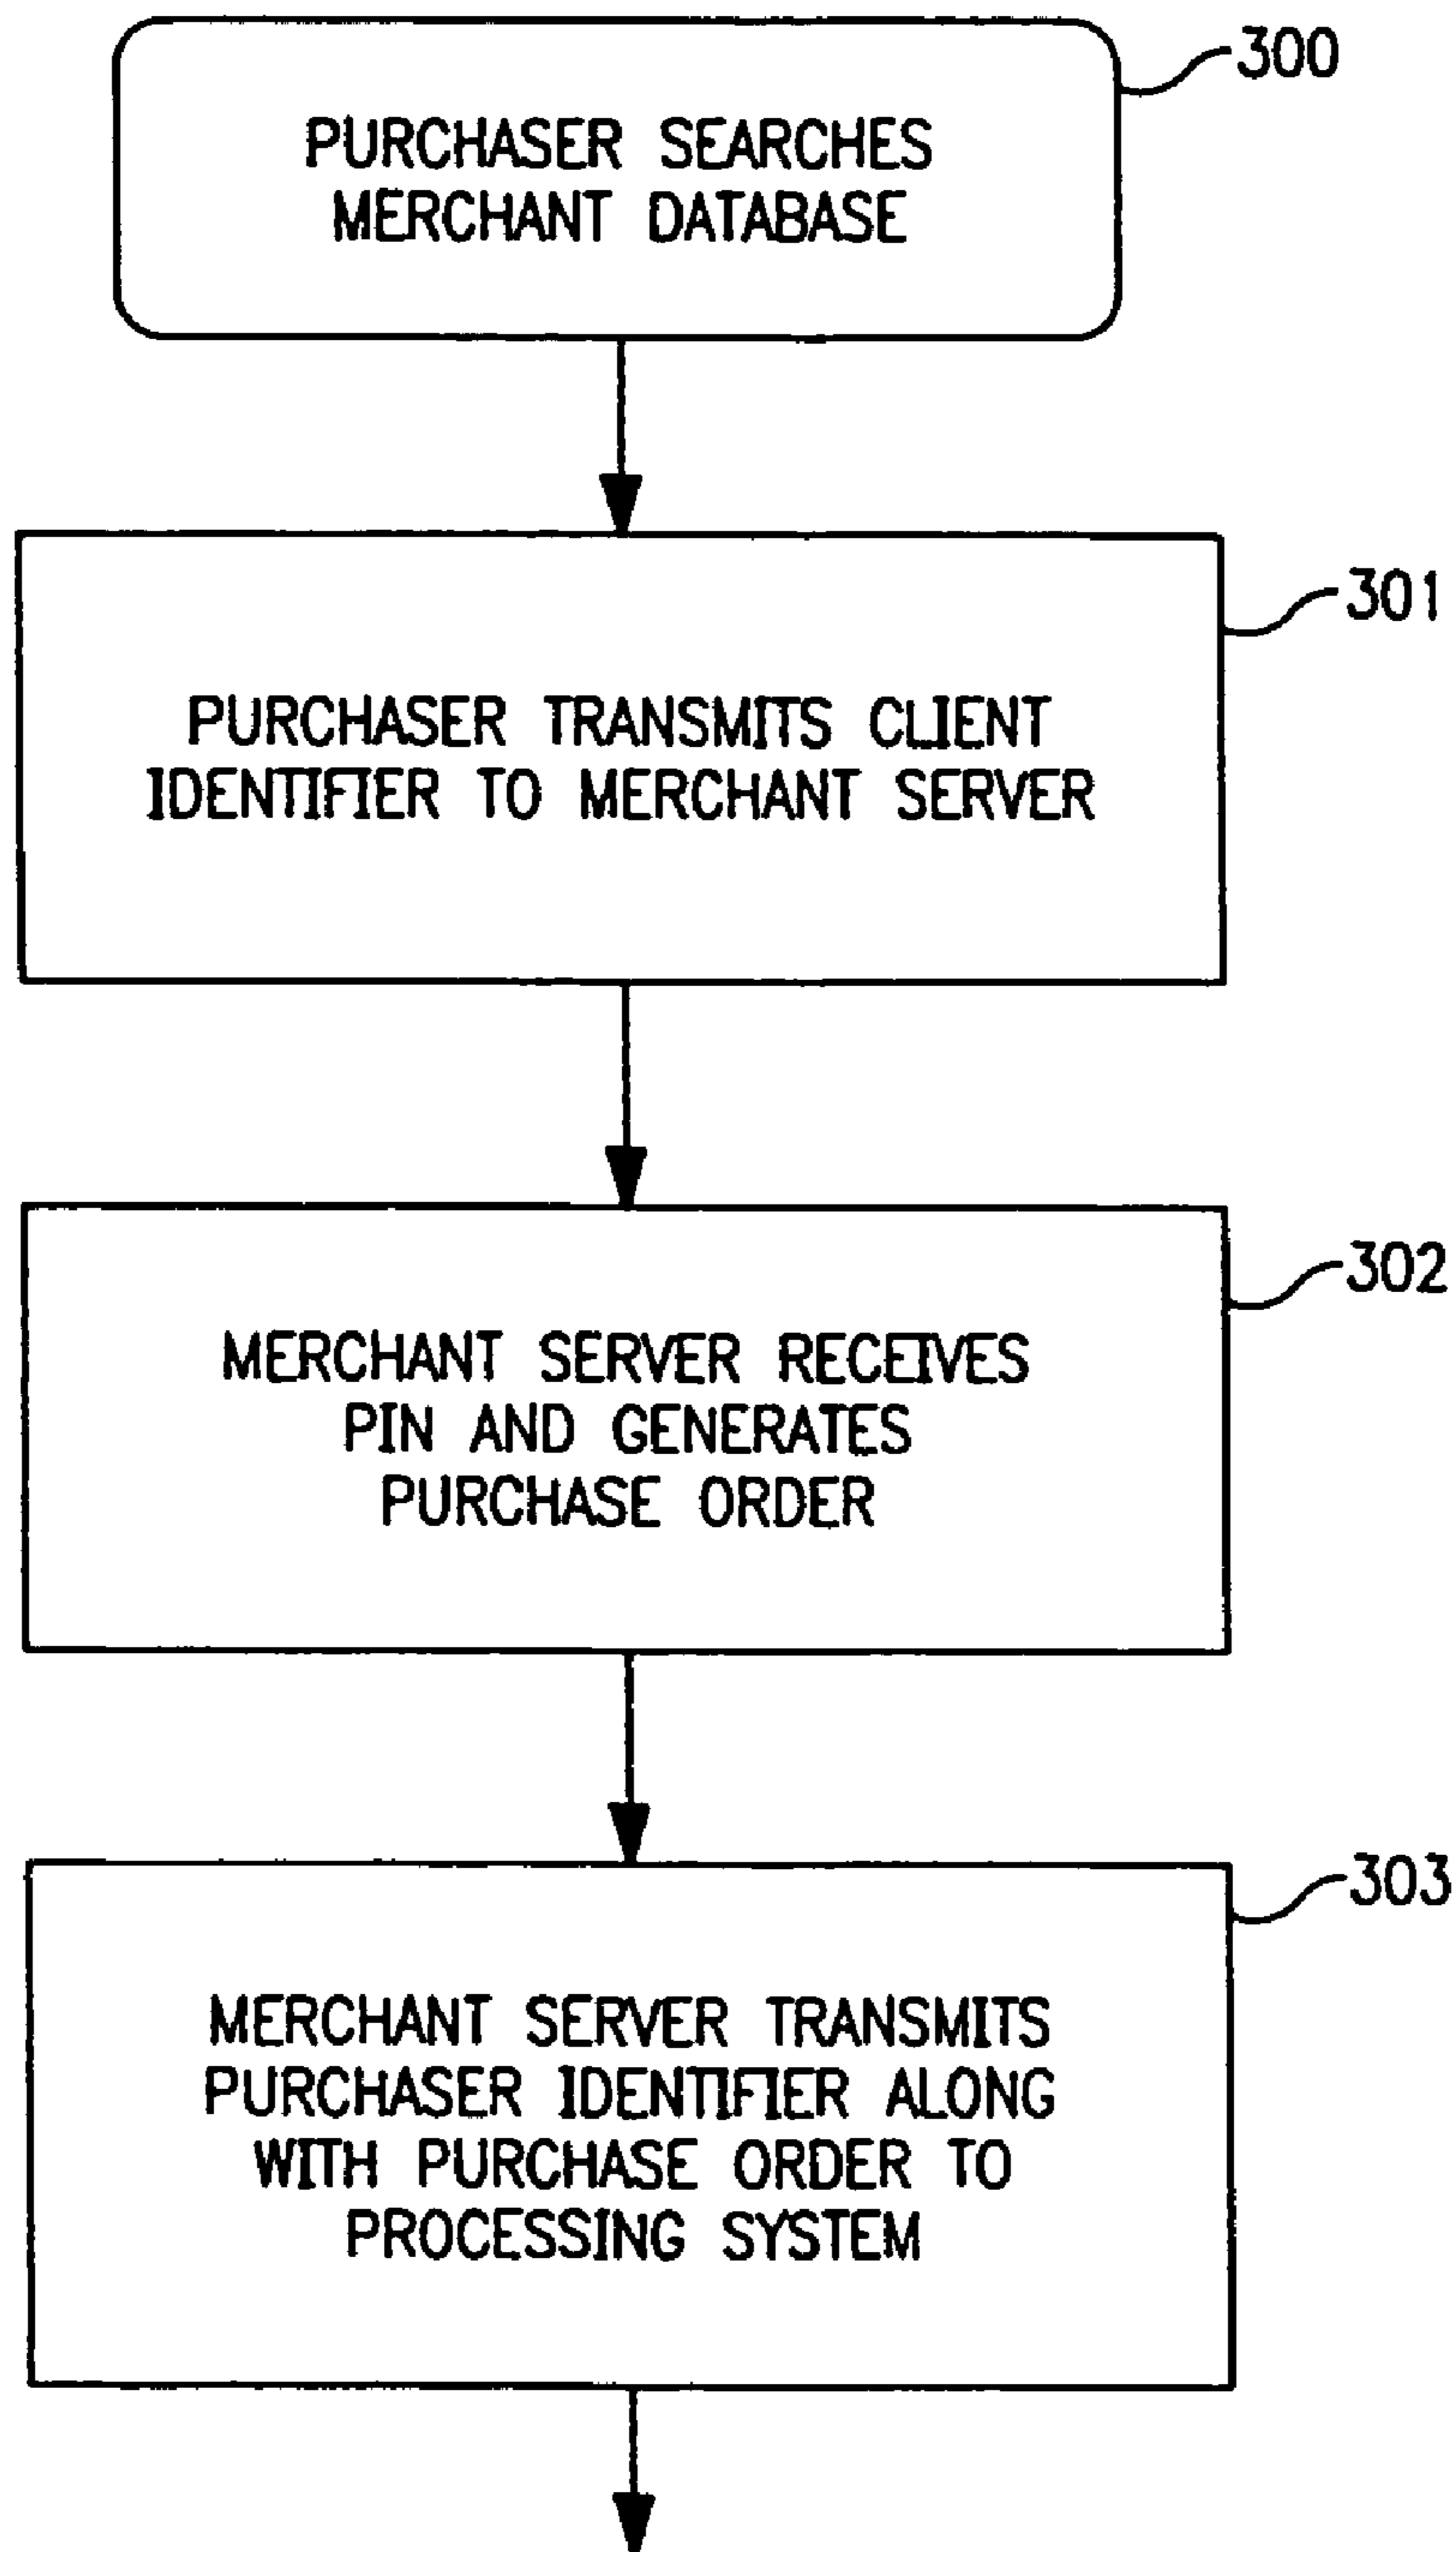 300
PURCHASER SEARCHES
MERCHANT DATABASE
301
PURCHASER TRANSMITS CLIENT
IDENTIFIER TO MERCHANT SERVER
302
MERCHANT SERVER RECEIVES
PIN AND GENERATES
PURCHASE ORDER
303
MERCHANT SERVER TRANSMITS
PURCHASER IDENTIFIER ALONG
WITH PURCHASE ORDER TO
PROCESSING SYSTEM